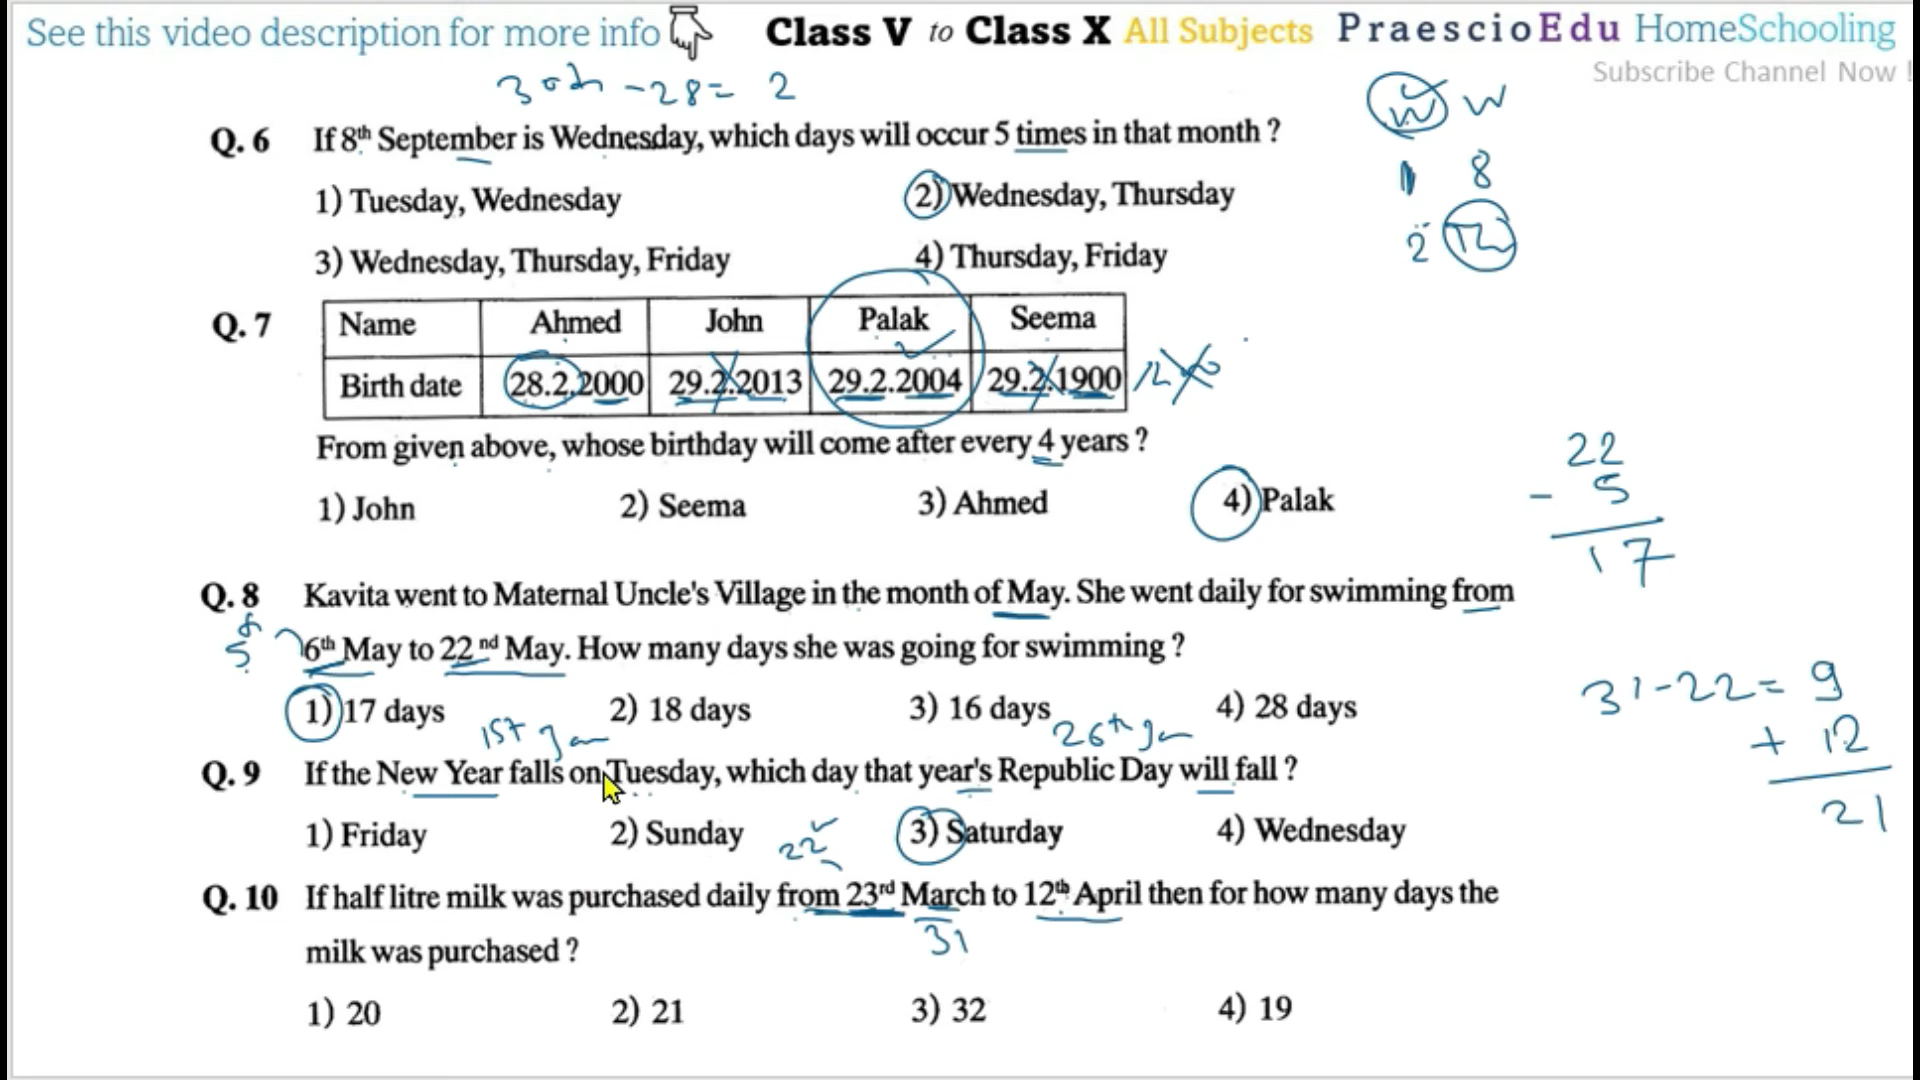 See this video description for more info Class V to Class X All Subjects PraescioEdu HomeSchooling
Subscribe Channel Now !
30th - 28 = 2
W W
Q. 6 If 8th September is Wednesday, which days will occur 5 times in that month ?
1 8
1) Tuesday, Wednesday 2) Wednesday, Thursday
2 Th
3) Wednesday, Thursday, Friday 4) Thursday, Friday
Q. 7 Name Ahmed John Palak Seema
Birth date 28.2.2000 29.2.2013 29.2.2004 29.2.1900
From given above, whose birthday will come after every 4 years ?
22
- 5
17
1) John 2) Seema 3) Ahmed 4) Palak
Q. 8 Kavita went to Maternal Uncle's Village in the month of May. She went daily for swimming from
5 6th May to 22 nd May. How many days she was going for swimming ?
1) 17 days 2) 18 days 3) 16 days 4) 28 days
31-22 = 9
+ 12
21
1st Jan 26th Jan
Q. 9 If the New Year falls on Tuesday, which day that year's Republic Day will fall ?
1) Friday 2) Sunday 3) Saturday 4) Wednesday
22
Q. 10 If half litre milk was purchased daily from 23rd March to 12th April then for how many days the
31
milk was purchased ?
1) 20 2) 21 3) 32 4) 19